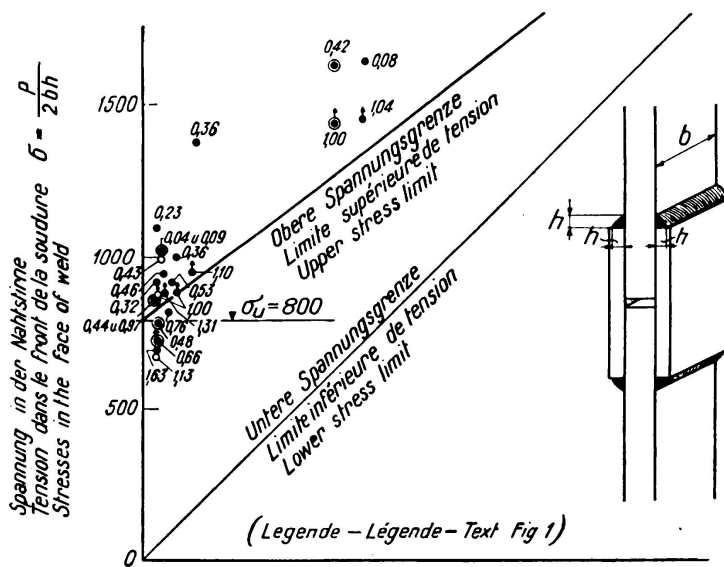 Spannung in der Nahtstirne
Tension dans le front de la soudure
Stresses in the face of weld
σ = P
2bh
1500
1000
500
0
0,42
0,08
1,04
1,00
0,36
0,23
0,04 u 0,09
0,36
0,43
1,10
0,46
0,53
0,32
1,00
0,44 u 0,97
0,76
1,31
0,48
0,66
1,63
1,13
σu = 800
Obere Spannungsgrenze
Limite supérieure de tension
Upper stress limit
Untere Spannungsgrenze
Limite inférieure de tension
Lower stress limit
b
h
h
h
(Legende – Légende – Text Fig 1)